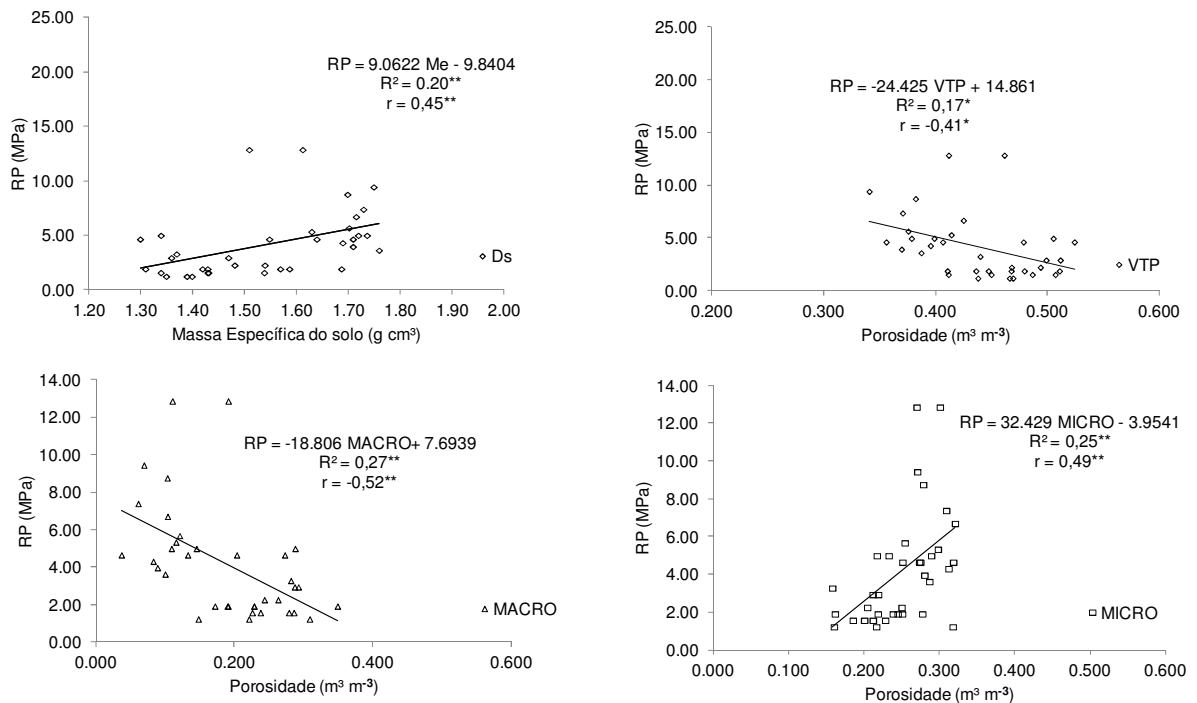 25.00
20.00
15.00
10.00
5.00
0.00
RP (MPa)
RP = 9.0622 Me - 9.8404
R² = 0.20**
r = 0,45**
Ds
1.20 1.30 1.40 1.50 1.60 1.70 1.80 1.90 2.00
Massa Específica do solo (g cm³)
25.00
20.00
15.00
10.00
5.00
0.00
RP (MPa)
RP = -24.425 VTP + 14.861
R² = 0,17*
r = -0,41*
VTP
0.200 0.300 0.400 0.500 0.600
Porosidade (m³ m-³)
14.00
12.00
10.00
8.00
6.00
4.00
2.00
0.00
RP (MPa)
RP = -18.806 MACRO+ 7.6939
R² = 0,27**
r = -0,52**
MACRO
0.000 0.200 0.400 0.600
Porosidade (m³ m-³)
14.00
12.00
10.00
8.00
6.00
4.00
2.00
0.00
RP (MPa)
RP = 32.429 MICRO - 3.9541
R² = 0,25**
r = 0,49**
MICRO
0.000 0.100 0.200 0.300 0.400 0.500 0.600
Porosidade (m³ m-³)